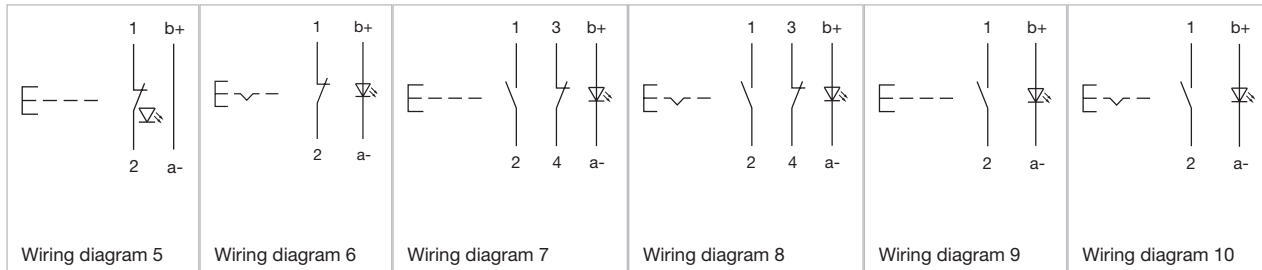 1 b+
2 a-
Wiring diagram 5
1 b+
2 a-
Wiring diagram 6
1 3 b+
2 4 a-
Wiring diagram 7
1 3 b+
2 4 a-
Wiring diagram 8
1 b+
2 a-
Wiring diagram 9
1 b+
2 a-
Wiring diagram 10